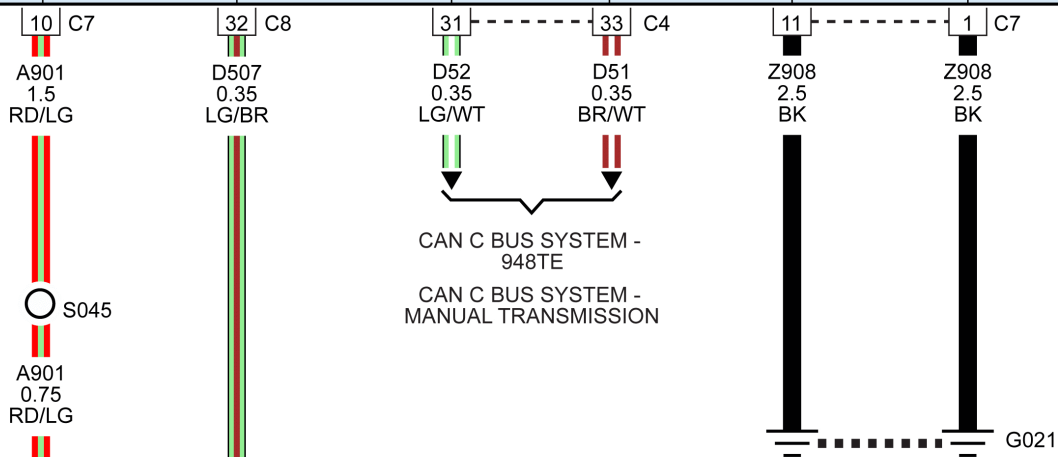 10 C7 32 C8 31 33 C4 11 1 C7
A901 D507 D52 D51 Z908 Z908
1.5 0.35 0.35 0.35 2.5 2.5
RD/LG LG/BR LG/WT BR/WT BK BK
CAN C BUS SYSTEM -
948TE
CAN C BUS SYSTEM -
MANUAL TRANSMISSION
S045
A901
0.75
RD/LG
G021